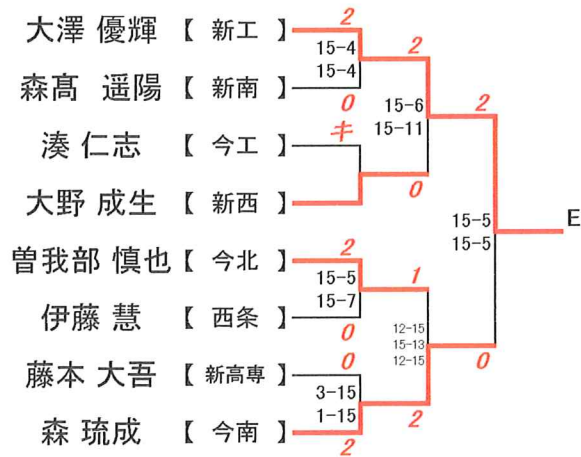 大澤 優輝 【 新工 】 2
15-4
15-4
2
森髙 遥陽 【 新南 】 0
15-6
15-11
2
湊 仁志 【 今工 】 キ
大野 成生 【 新西 】 0
15-5
15-5
E
曽我部 慎也 【 今北 】 2
15-5
15-7
1
伊藤 慧 【 西条 】 0
12-15
15-13
12-15
0
藤本 大吾 【 新高専 】 0
3-15
1-15
2
森 琉成 【 今南 】 2